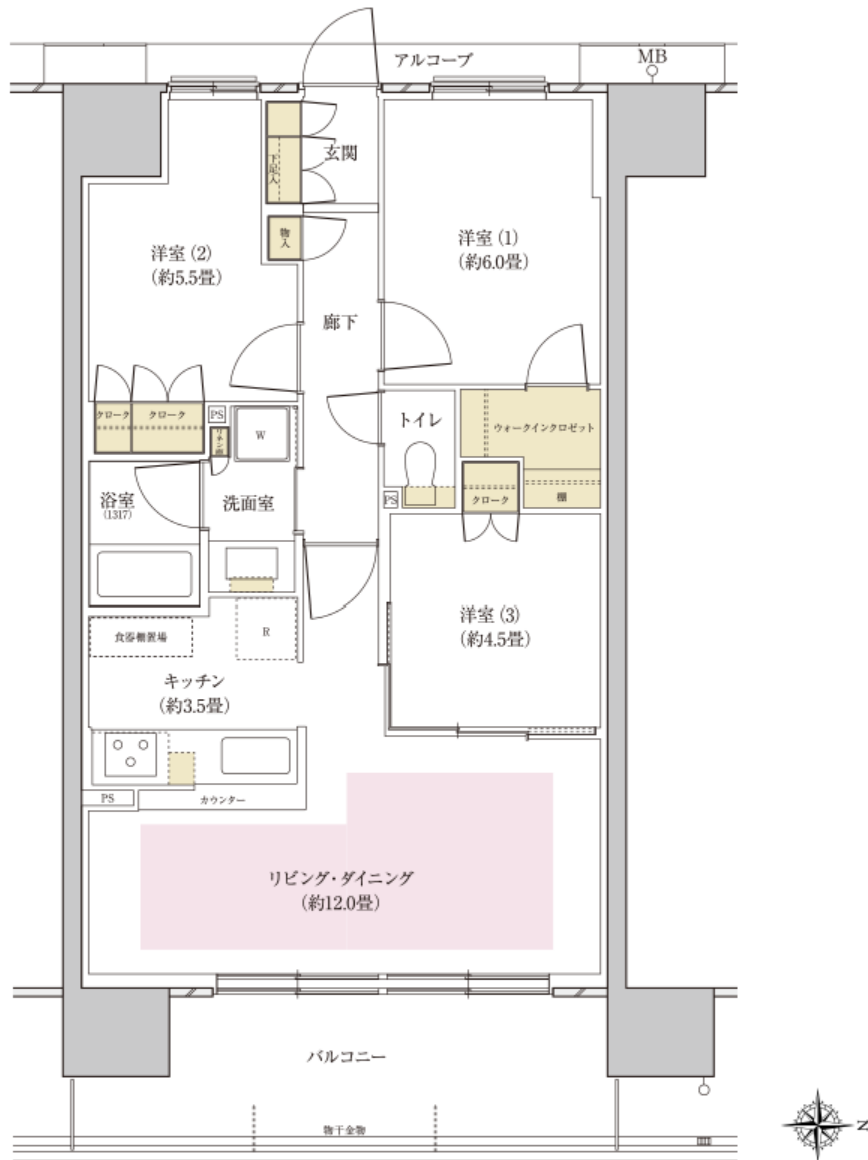 アルコーブ
MB
玄関
下足入
物入
洋室 (2)
(約5.5畳)
洋室 (1)
(約6.0畳)
廊下
クローク
クローク
PS
リネン庫
W
トイレ
ウォークインクロゼット
クローク
棚
PS
浴室
(1317)
洗面室
洋室 (3)
(約4.5畳)
食器棚置場
R
キッチン
(約3.5畳)
PS
カウンター
リビング・ダイニング
(約12.0畳)
バルコニー
物干金物
N